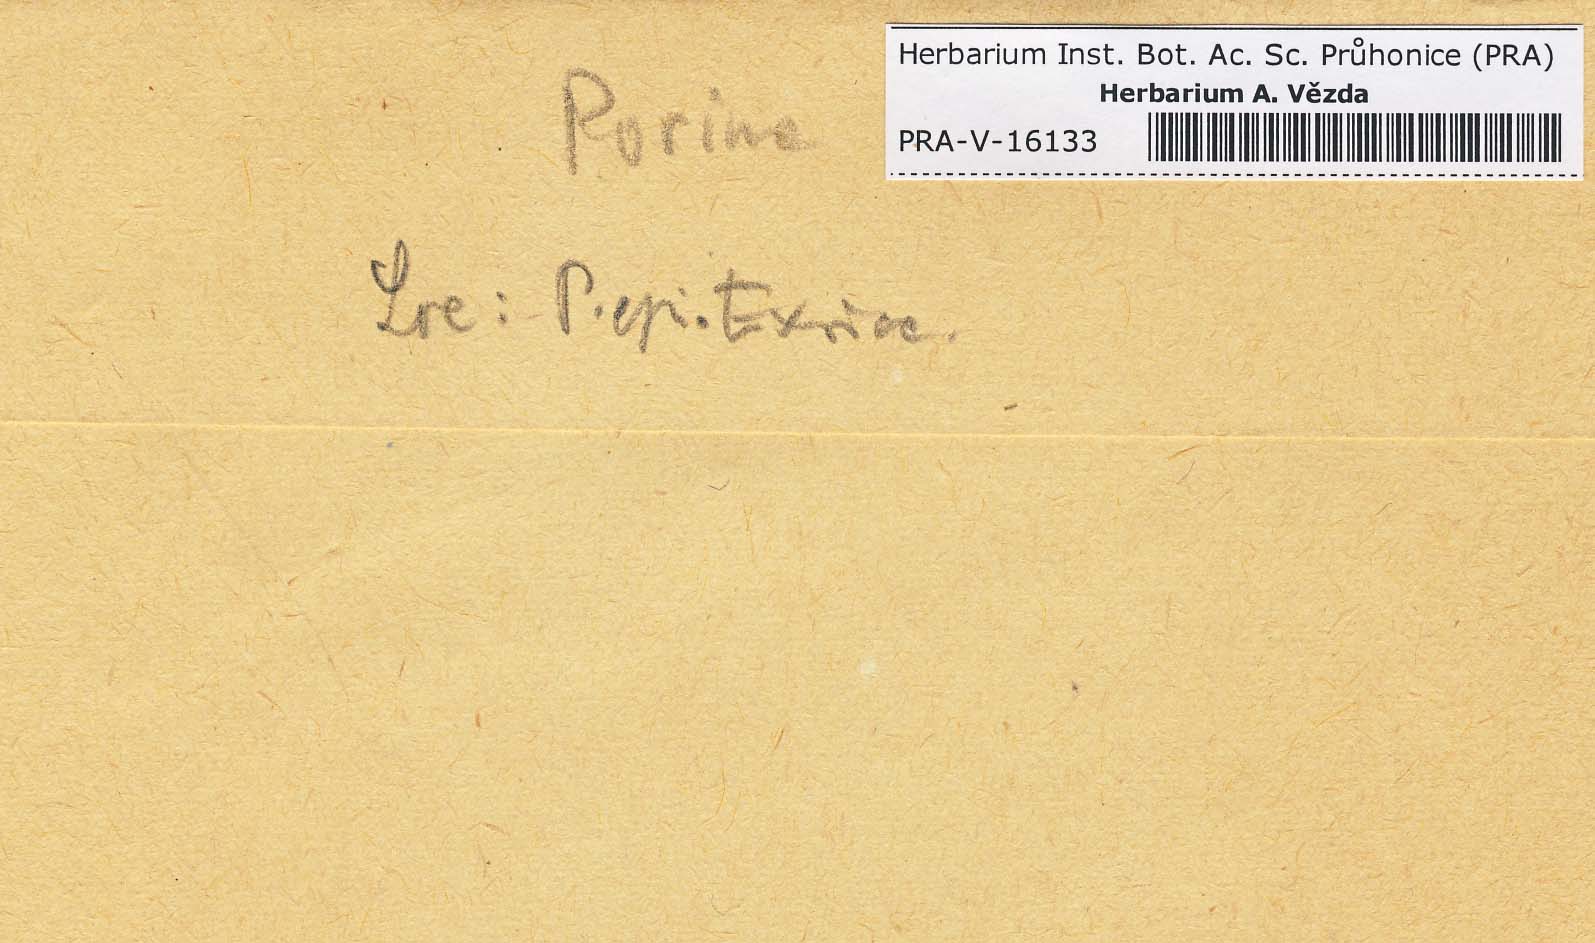 Herbarium Inst. Bot. Ac. Sc. Průhonice (PRA)
Herbarium A. Vězda
PRA-V-16133
Porina
P.